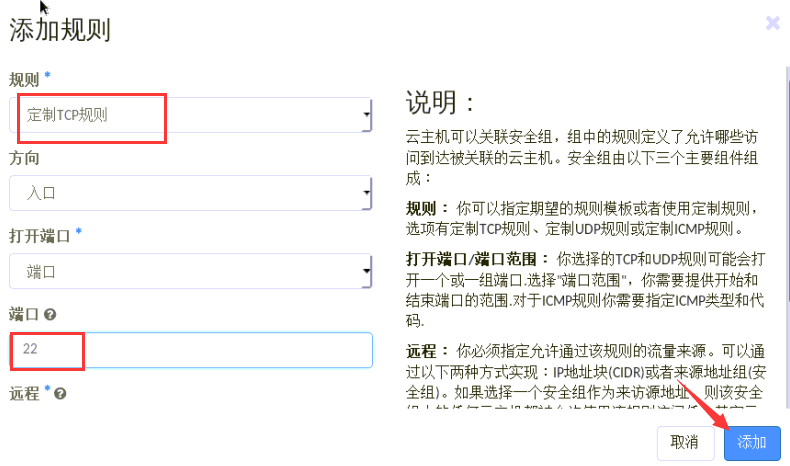 添加规则
×
规则 *
定制TCP规则
方向
入口
打开端口 *
端口
端口
22
远程 *
说明：
云主机可以关联安全组，组中的规则定义了允许哪些访
问到达被关联的云主机。安全组由以下三个主要组件组
成：
规则： 你可以指定期望的规则模板或者使用定制规则，
选项有定制TCP规则、定制UDP规则或定制ICMP规则。
打开端口/端口范围： 你选择的TCP和UDP规则可能会打
开一个或一组端口.选择"端口范围"，你需要提供开始和
结束端口的范围.对于ICMP规则你需要指定ICMP类型和代
码.
远程： 你必须指定允许通过该规则的流量来源。可以通
过以下两种方式实现：IP地址块(CIDR)或者来源地址组(安
全组)。如果选择一个安全组作为来访源地址，则该安全
取消
添加